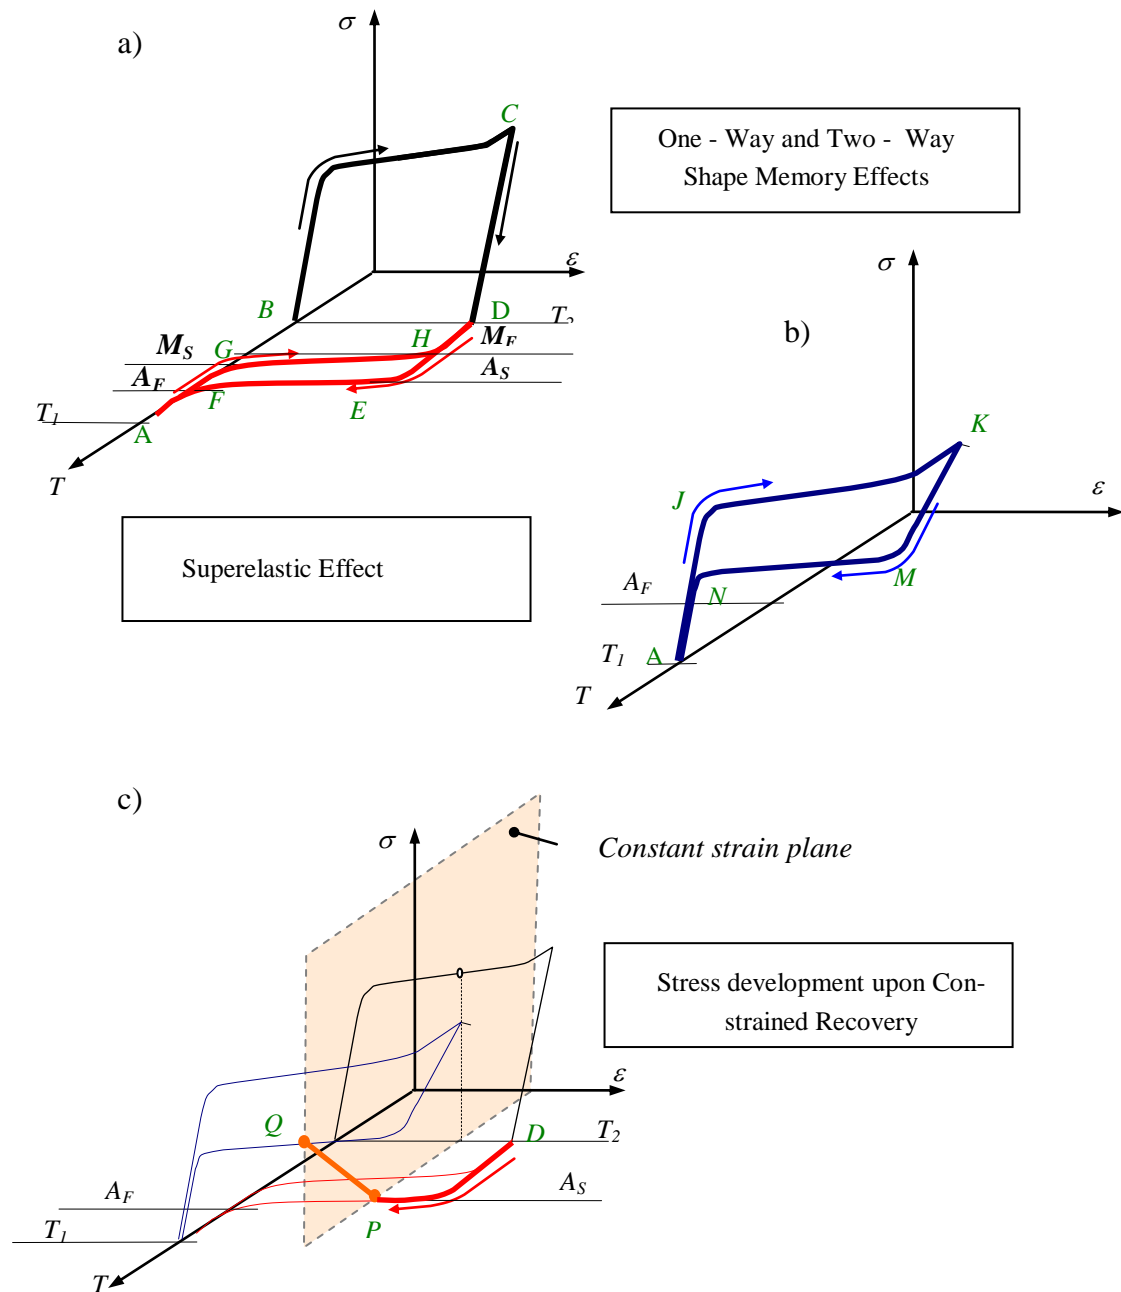 a)
σ
C
One - Way and Two - Way
Shape Memory Effects
ε
B
D
T2
G
H
MS
MF
AF
AS
F
E
T1
A
T
b)
σ
K
ε
J
M
AF
N
T1
A
T
Superelastic Effect
c)
σ
Constant strain plane
Stress development upon Con-
strained Recovery
ε
Q
D
T2
AF
AS
P
T1
T